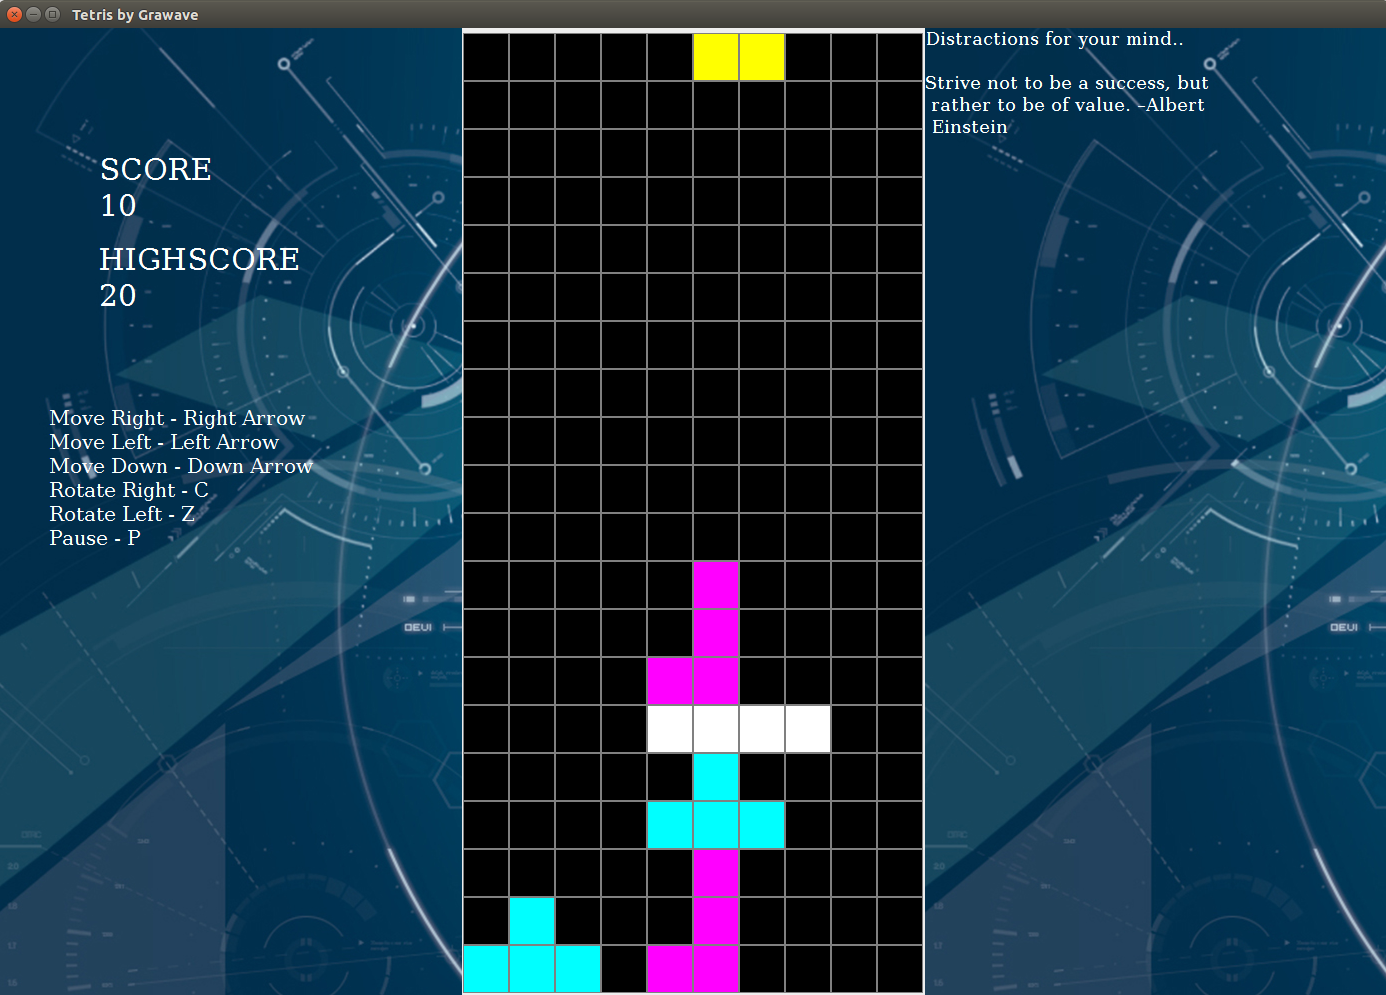 Tetris by Grawave
SCORE
10
HIGHSCORE
20
Move Right - Right Arrow
Move Left - Left Arrow
Move Down - Down Arrow
Rotate Right - C
Rotate Left - Z
Pause - P
DEVI
Distractions for your mind..
Strive not to be a success, but
rather to be of value. –Albert
Einstein
DEVI